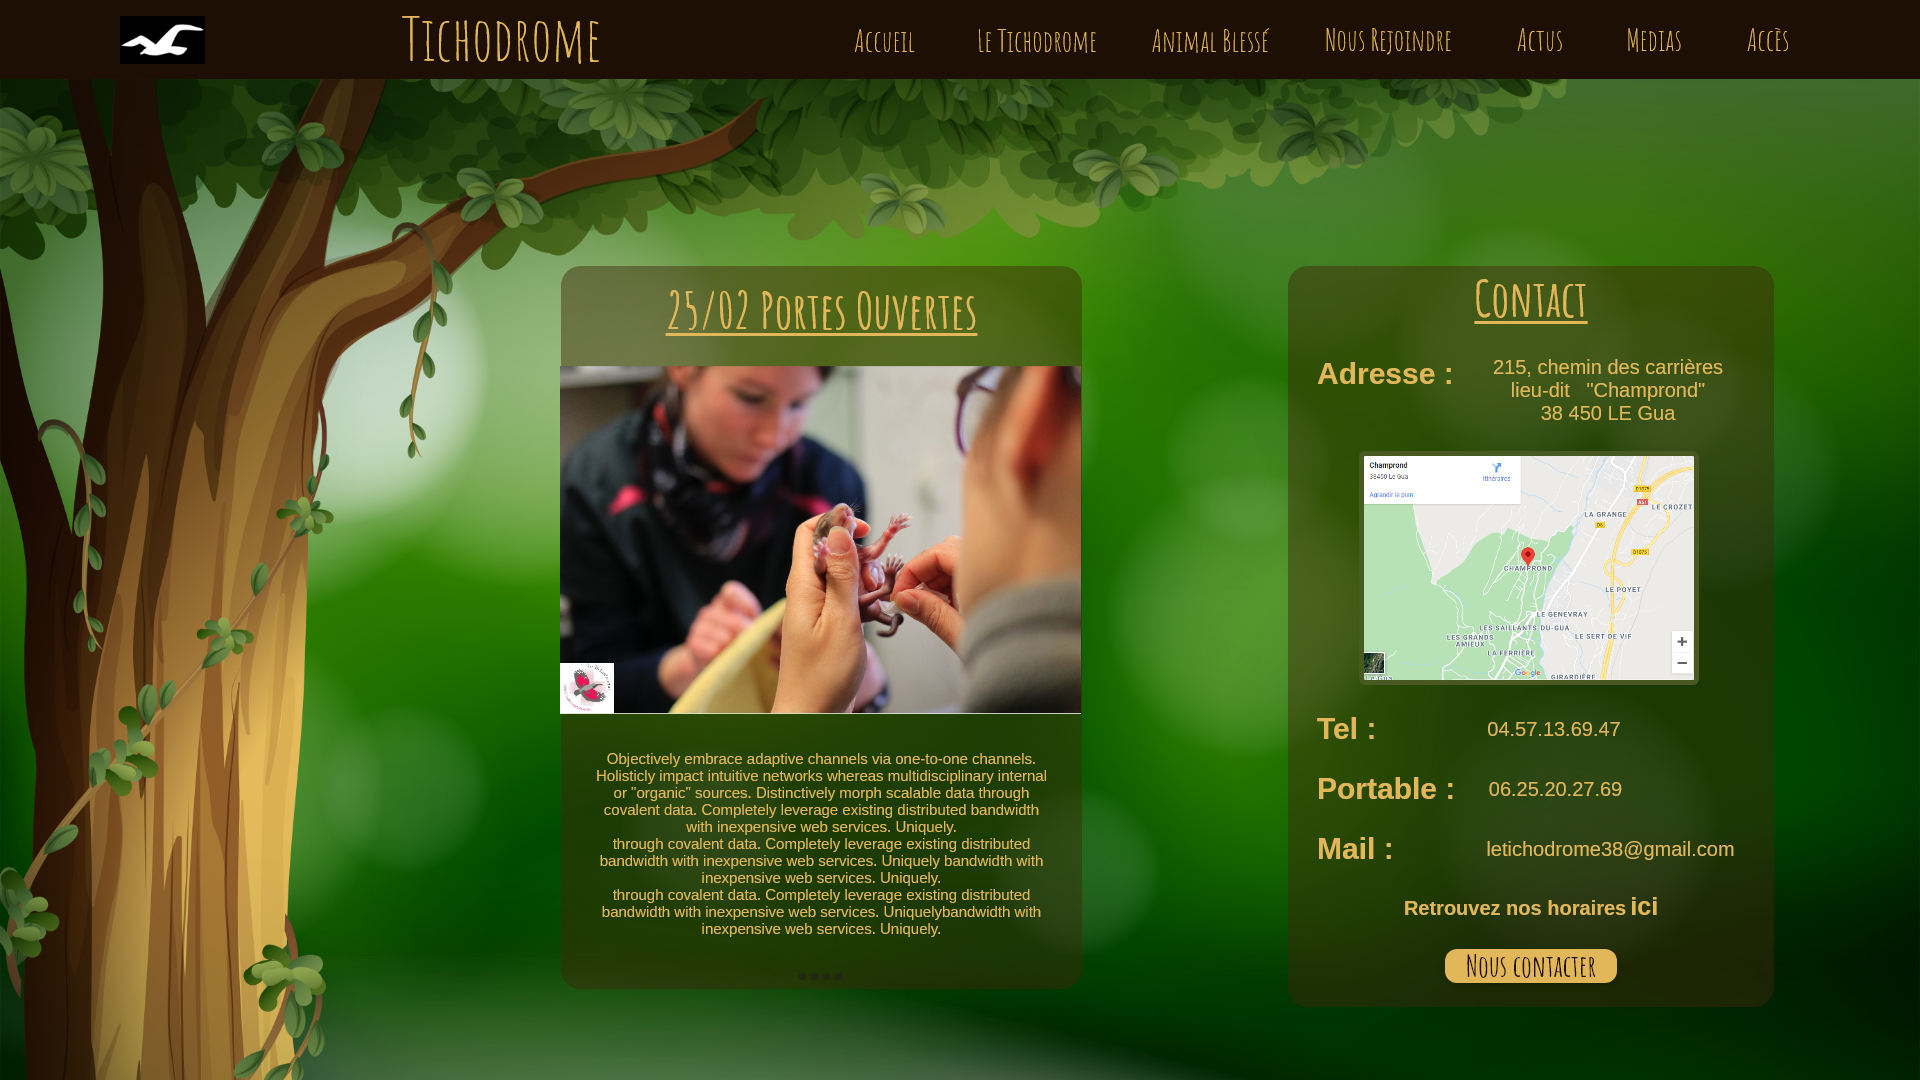 Tichodrome
Accueil
Le Tichodrome
Animal Blessé
Nous Rejoindre
Actus
Medias
Accès
25/02 Portes Ouvertes
Objectively embrace adaptive channels via one-to-one channels.
Holisticly impact intuitive networks whereas multidisciplinary internal
or "organic" sources. Distinctively morph scalable data through
covalent data. Completely leverage existing distributed bandwidth
with inexpensive web services. Uniquely.
through covalent data. Completely leverage existing distributed
bandwidth with inexpensive web services. Uniquely bandwidth with
inexpensive web services. Uniquely.
through covalent data. Completely leverage existing distributed
bandwidth with inexpensive web services. Uniquelybandwidth with
inexpensive web services. Uniquely.
Contact
Adresse :
215, chemin des carrières
lieu-dit "Champrond"
38 450 LE Gua
Champrond
38450 Le Gua
Itinéraires
Agrandir le plan
D1075
A51
LE CROZET
LA GRANGE
D8
D1075
CHAMPROND
LE POYET
LE GENEVRAY
LES SAILLANTS-DU-GUA
LE SERT DE VIF
LES GRANDS
AMIEUX
LA FERRIÈRE
Google
GIRARDIÈRE
Tel :
04.57.13.69.47
Portable :
06.25.20.27.69
Mail :
letichodrome38@gmail.com
Retrouvez nos horaires ici
Nous contacter